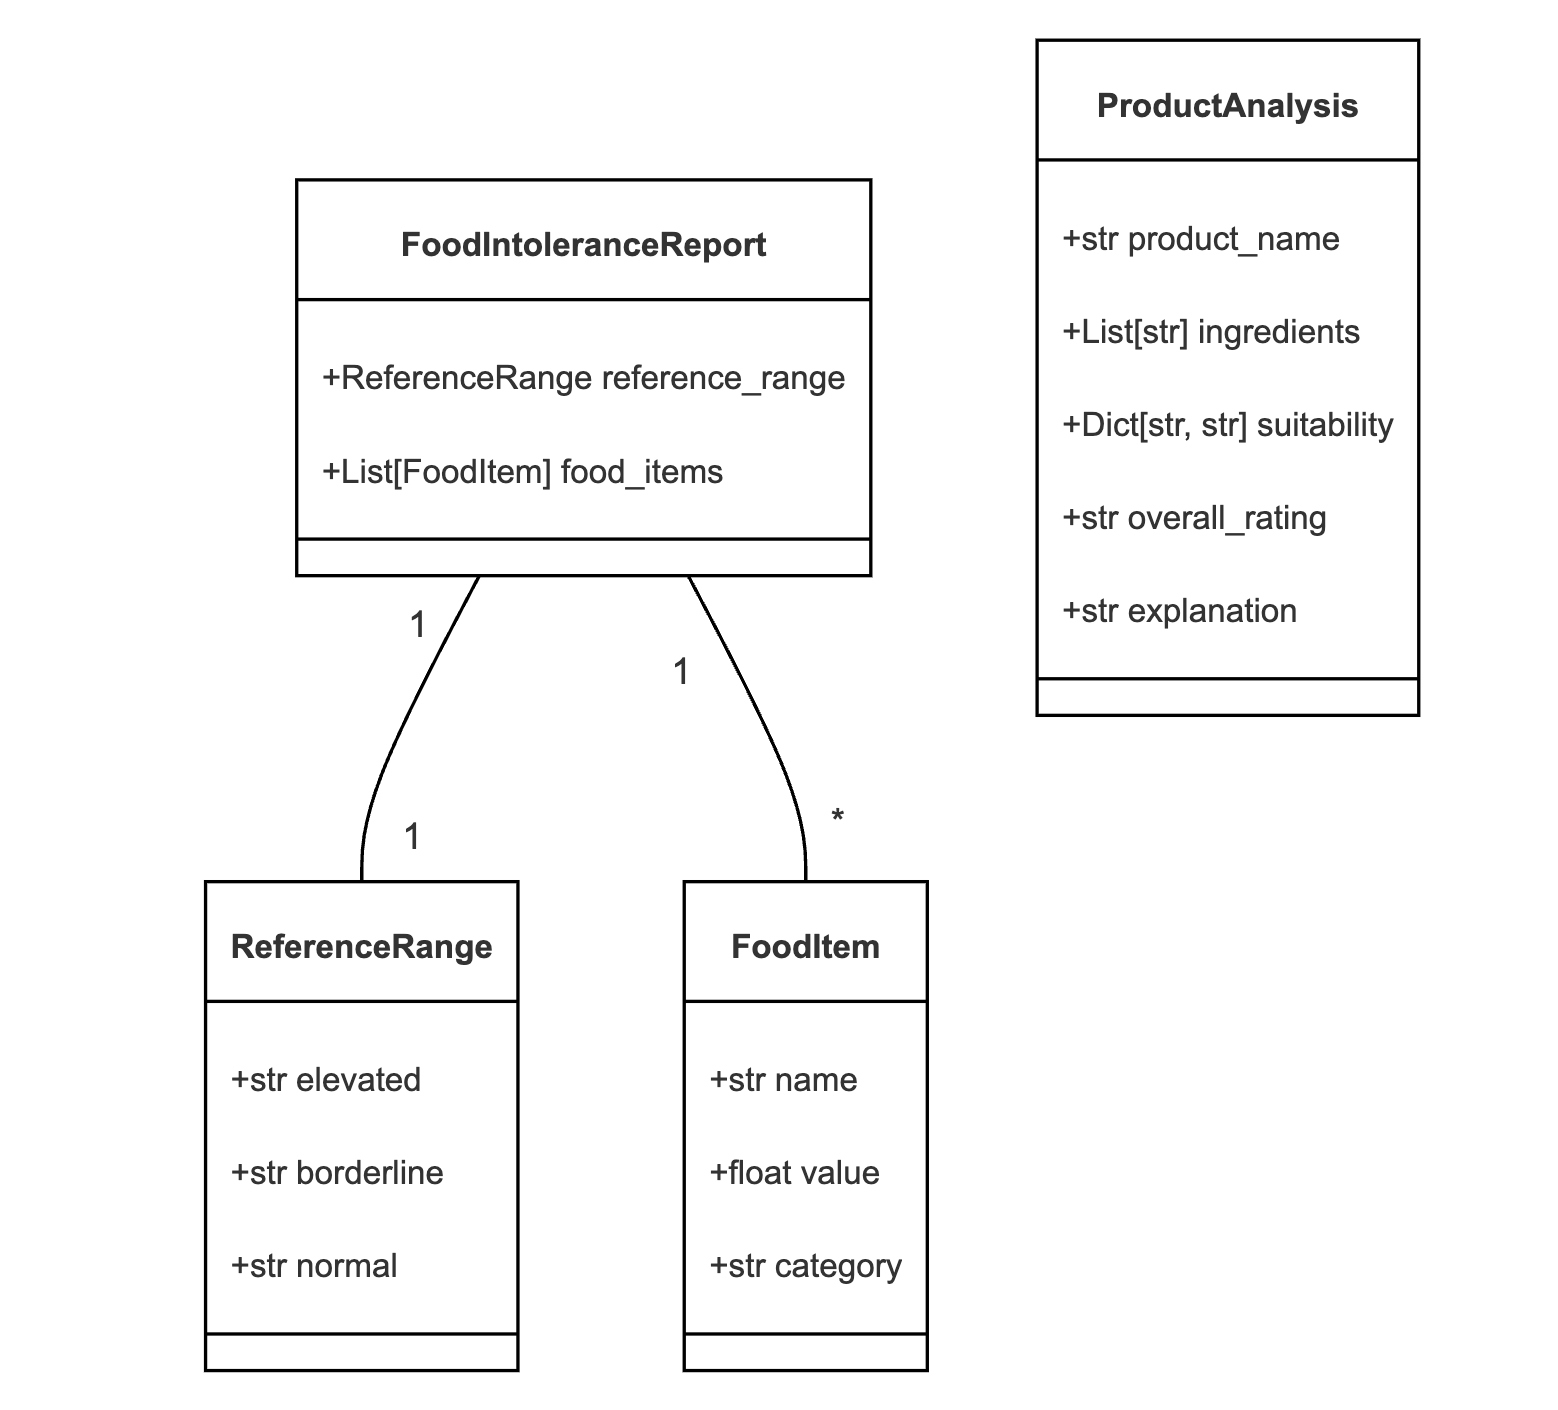 ProductAnalysis
+str product_name
+List[str] ingredients
+Dict[str, str] suitability
+str overall_rating
+str explanation
FoodIntoleranceReport
+ReferenceRange reference_range
+List[FoodItem] food_items
1
1
1
*
ReferenceRange
+str elevated
+str borderline
+str normal
FoodItem
+str name
+float value
+str category